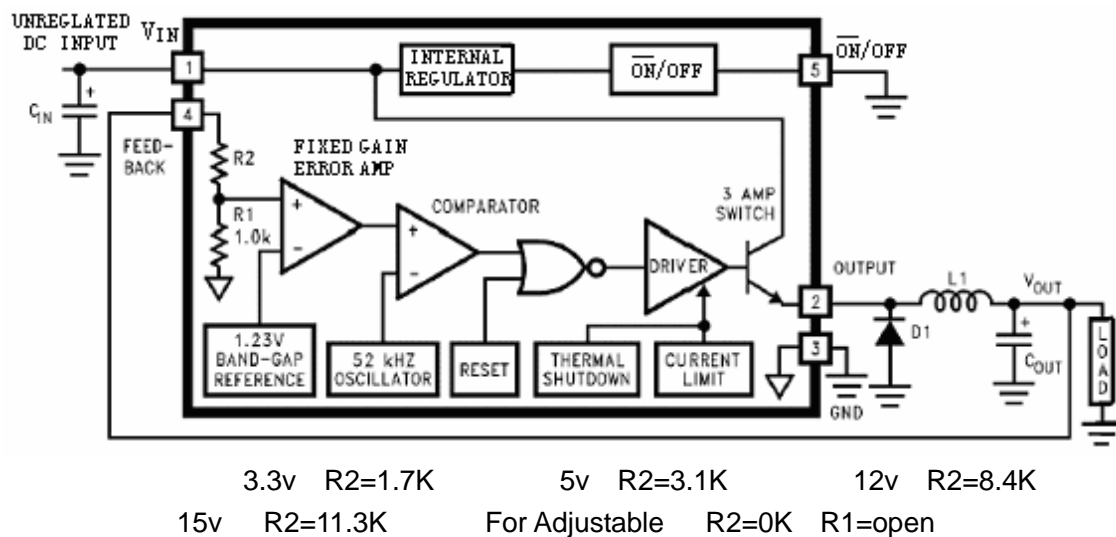 UNREGLATED
DC INPUT
VIN
1
INTERNAL
REGULATOR
ON/OFF
5
ON/OFF
+
CIN
4
FEED-
BACK
R2
FIXED GAIN
ERROR AMP
R1
1.0k
+
−
COMPARATOR
+
−
3 AMP
SWITCH
DRIVER
OUTPUT
2
L1
VOUT
D1
+
COUT
LOAD
3
GND
1.23V
BAND-GAP
REFERENCE
52 kHZ
OSCILLATOR
RESET
THERMAL
SHUTDOWN
CURRENT
LIMIT
3.3v R2=1.7K 5v R2=3.1K 12v R2=8.4K
15v R2=11.3K For Adjustable R2=0K R1=open